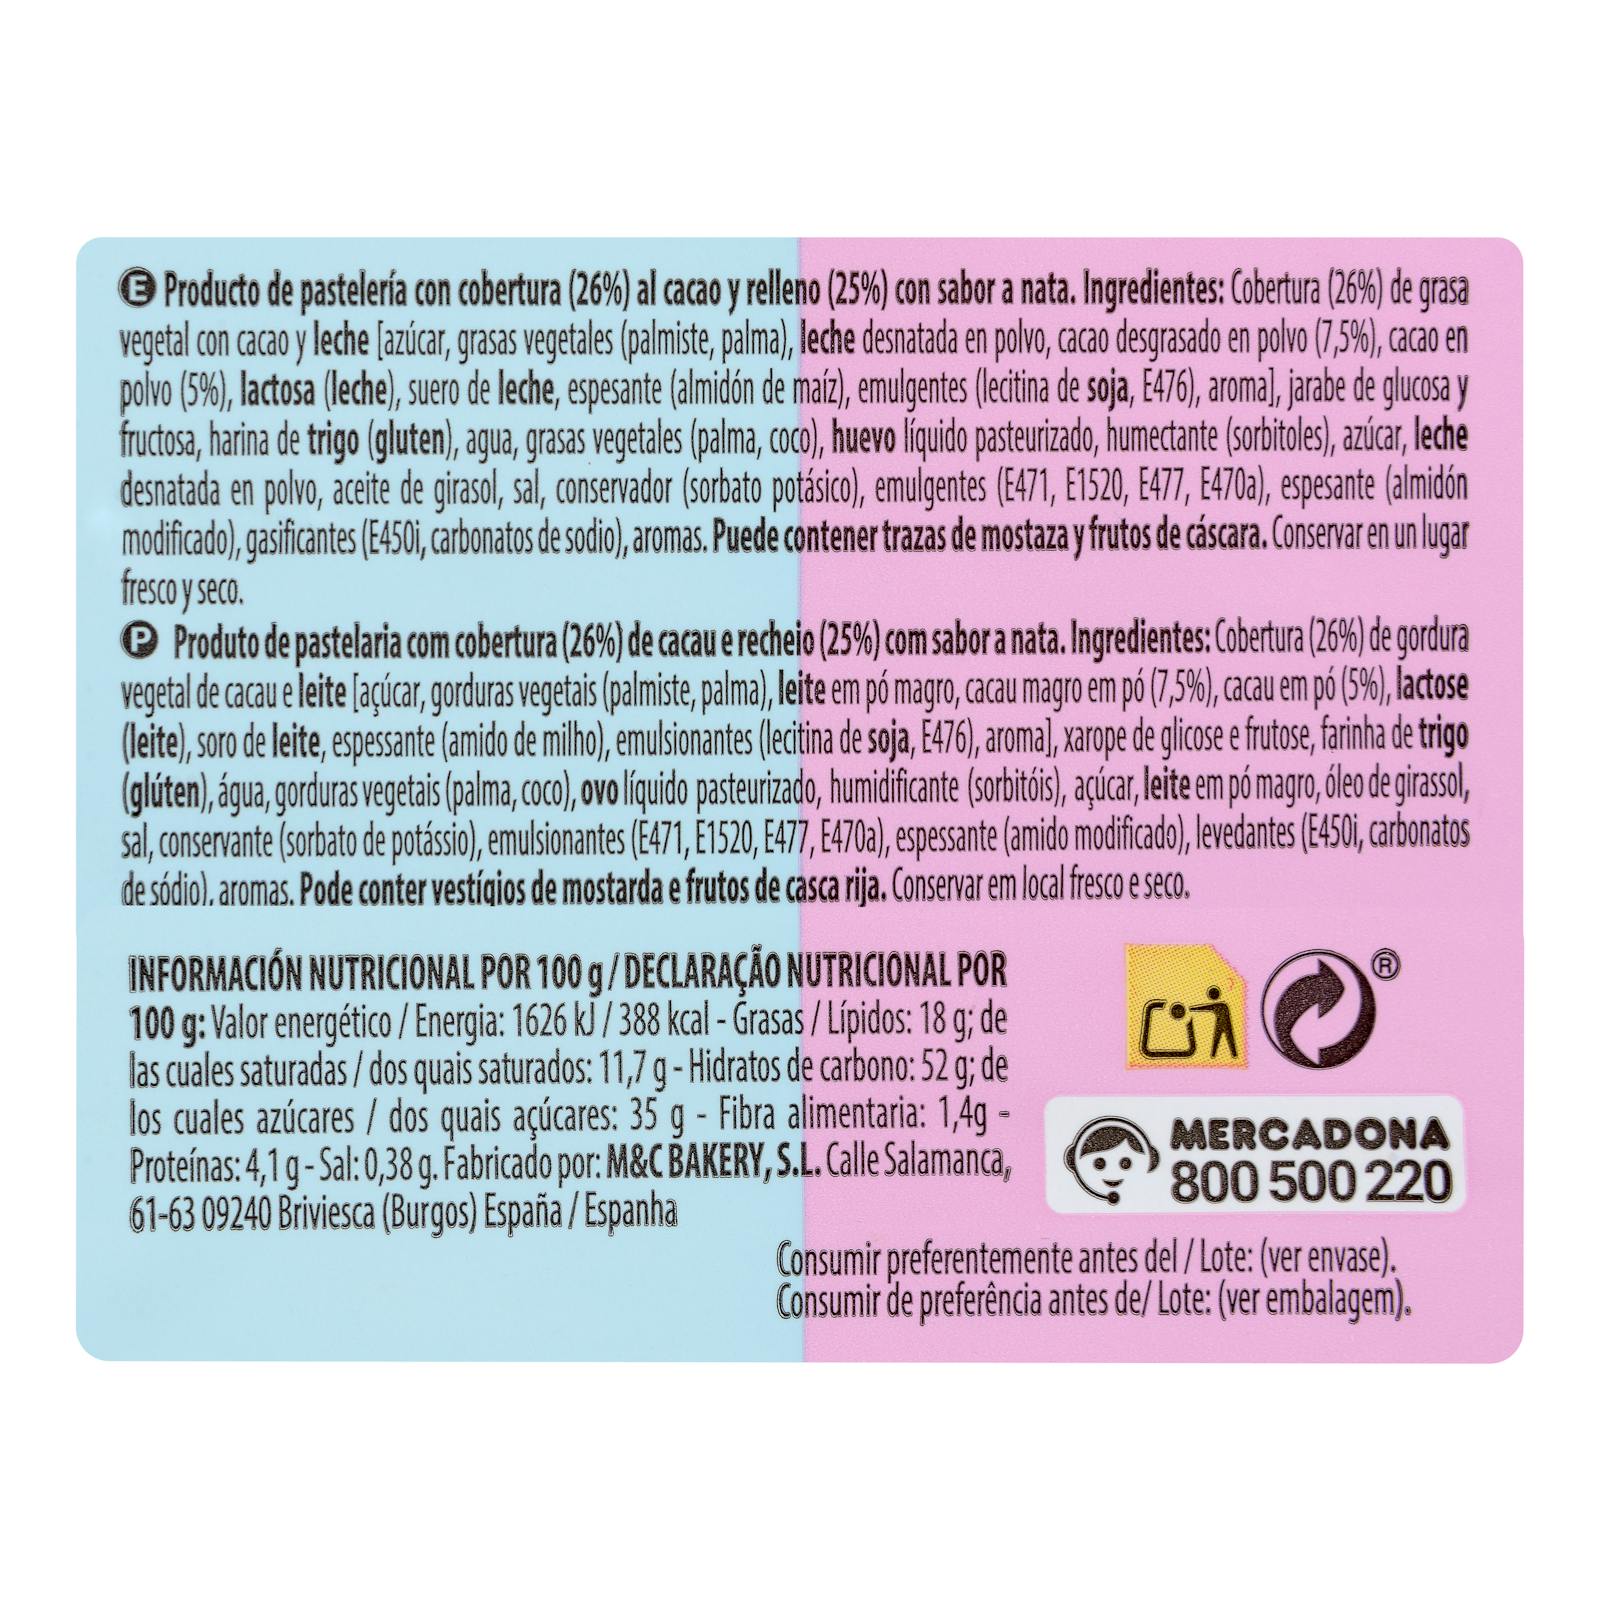 E Producto de pastelería con cobertura (26%) al cacao y relleno (25%) con sabor a nata. Ingredientes: Cobertura (26%) de grasa
vegetal con cacao y leche [azúcar, grasas vegetales (palmiste, palma), leche desnatada en polvo, cacao desgrasado en polvo (7,5%), cacao en
polvo (5%), lactosa (leche), suero de leche, espesante (almidón de maíz), emulgentes (lecitina de soja, E476), aroma], jarabe de glucosa y
fructosa, harina de trigo (gluten), agua, grasas vegetales (palma, coco), huevo líquido pasteurizado, humectante (sorbitoles), azúcar, leche
desnatada en polvo, aceite de girasol, sal, conservador (sorbato potásico), emulgentes (E471, E1520, E477, E470a), espesante (almidón
modificado), gasificantes (E450i, carbonatos de sodio), aromas. Puede contener trazas de mostaza y frutos de cáscara. Conservar en un lugar
fresco y seco.
P Produto de pastelaria com cobertura (26%) de cacau e recheio (25%) com sabor a nata. Ingredientes: Cobertura (26%) de gordura
vegetal de cacau e leite [açúcar, gorduras vegetais (palmiste, palma), leite em pó magro, cacau magro em pó (7,5%), cacau em pó (5%), lactose
(leite), soro de leite, espessante (amido de milho), emulsionantes (lecitina de soja, E476), aroma], xarope de glicose e frutose, farinha de trigo
(glúten), água, gorduras vegetais (palma, coco), ovo líquido pasteurizado, humidificante (sorbitóis), açúcar, leite em pó magro, óleo de girassol,
sal, conservante (sorbato de potássio), emulsionantes (E471, E1520, E477, E470a), espessante (amido modificado), levedantes (E450i, carbonatos
de sódio), aromas. Pode conter vestígios de mostarda e frutos de casca rija. Conservar em local fresco e seco.
INFORMACIÓN NUTRICIONAL POR 100 g / DECLARAÇÃO NUTRICIONAL POR
100 g: Valor energético / Energia: 1626 kJ / 388 kcal - Grasas / Lípidos: 18 g; de
las cuales saturadas / dos quais saturados: 11,7 g - Hidratos de carbono: 52 g; de
los cuales azúcares / dos quais açúcares: 35 g - Fibra alimentaria: 1,4g -
Proteínas: 4,1 g - Sal: 0,38 g. Fabricado por: M&C BAKERY, S.L. Calle Salamanca,
61-63 09240 Briviesca (Burgos) España / Espanha
®
MERCADONA
800 500 220
Consumir preferentemente antes del / Lote: (ver envase).
Consumir de preferência antes de/ Lote: (ver embalagem).